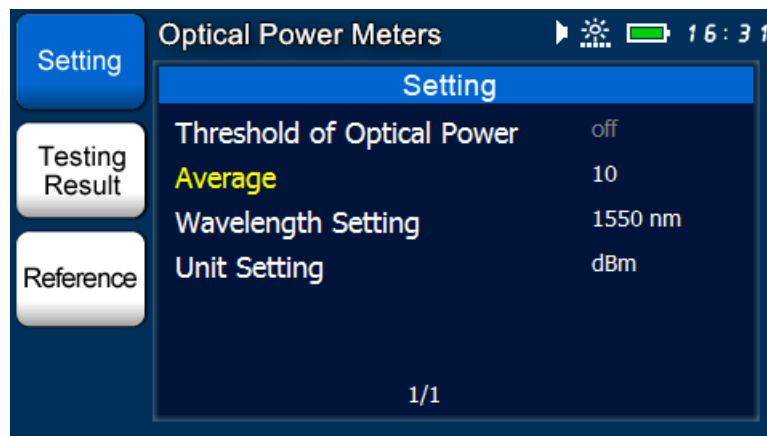 Setting
Testing
Result
Reference
Optical Power Meters
16:31
Setting
Threshold of Optical Power off
Average 10
Wavelength Setting 1550 nm
Unit Setting dBm
1/1